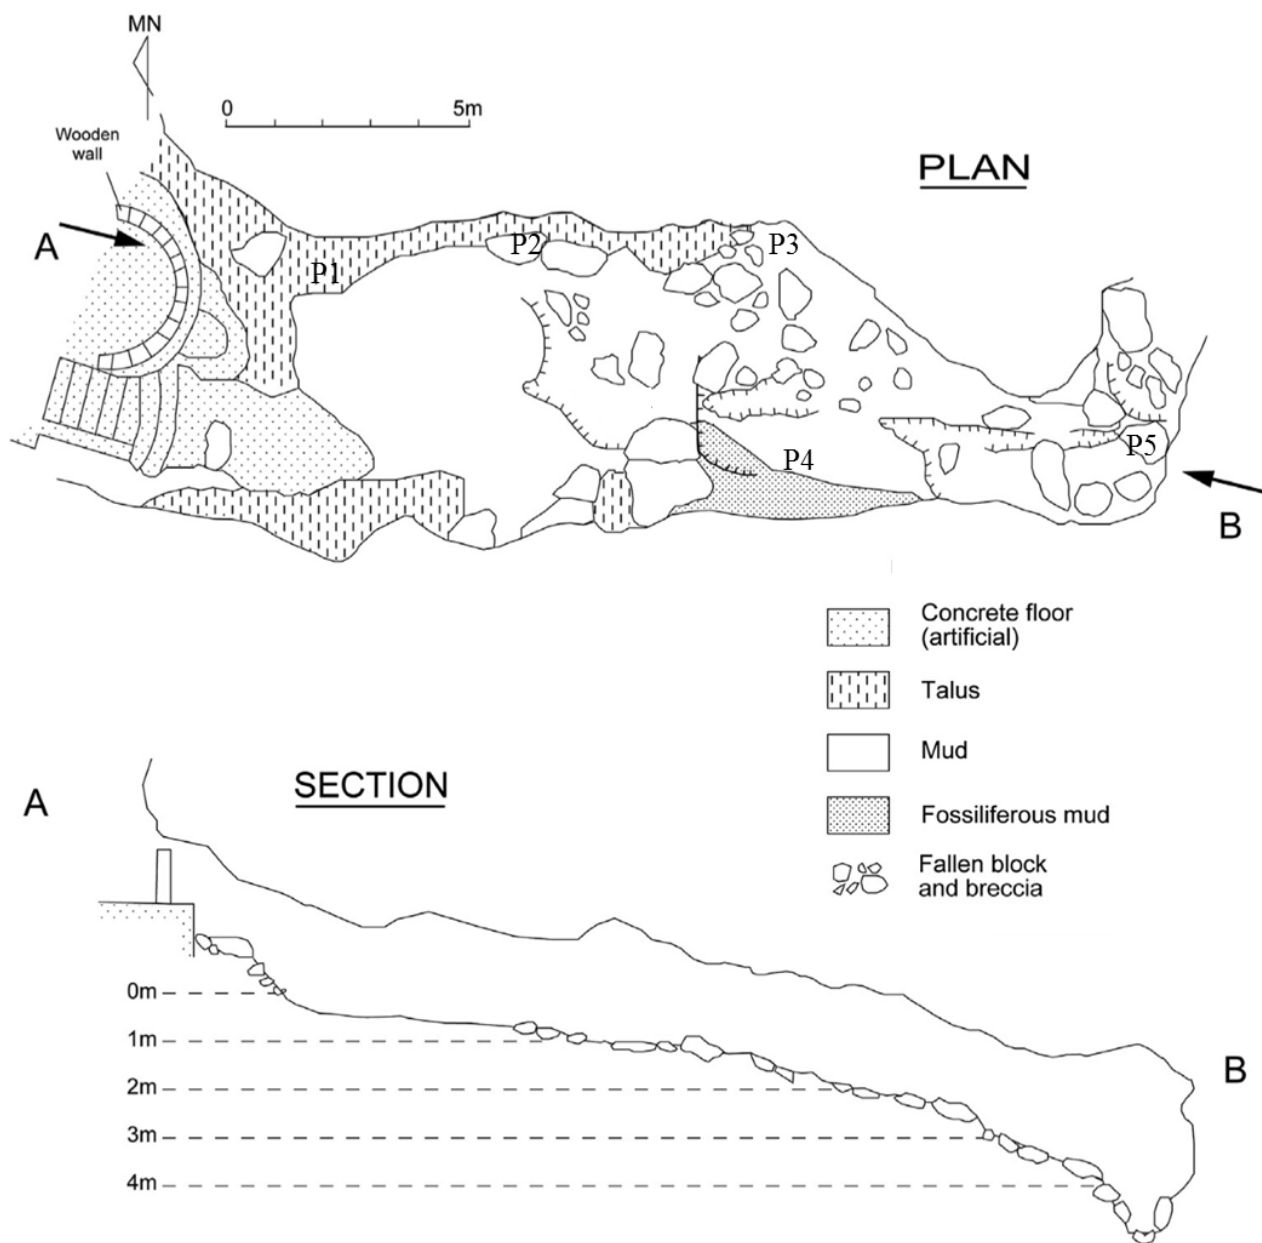 MN
0 5m
Wooden
wall
PLAN
A
P1
P2
P3
P4
P5
B
Concrete floor
(artificial)
Talus
Mud
Fossiliferous mud
Fallen block
and breccia
SECTION
A
0m
1m
2m
3m
4m
B